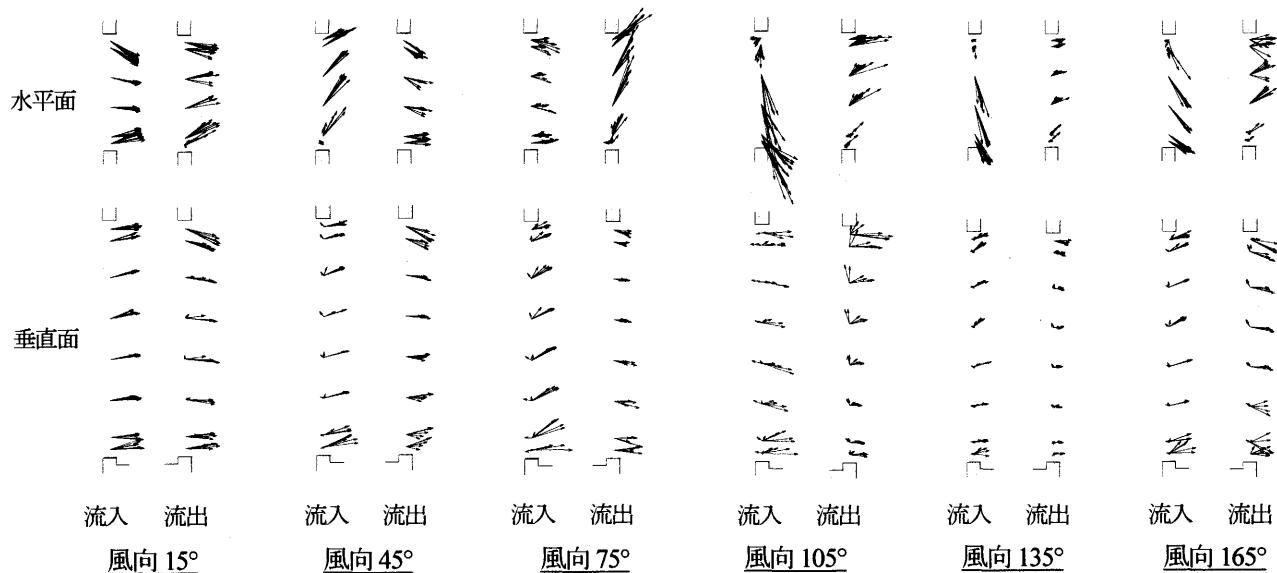 水平面
垂直面
流入 流出 流入 流出 流入 流出 流入 流出 流入 流出 流入 流出
風向 15° 風向 45° 風向 75° 風向 105° 風向 135° 風向 165°